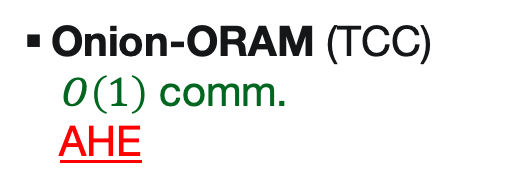 ▪ Onion-ORAM (TCC)
O(1) comm.
AHE